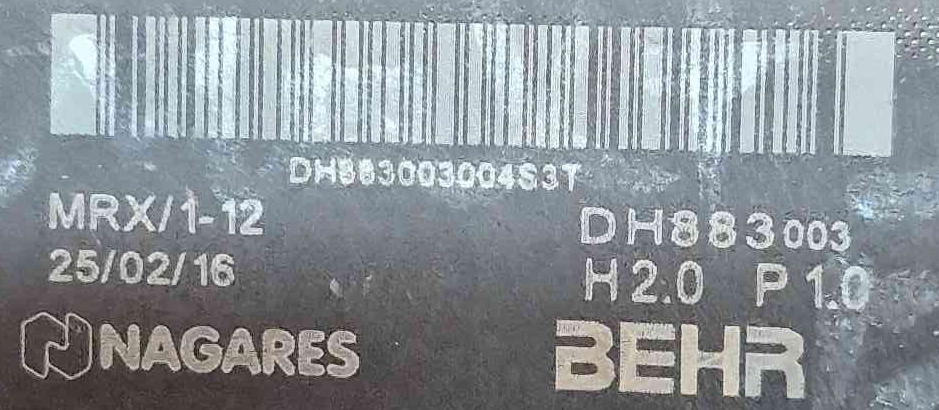 DH883003004S3T
MRX/1-12
25/02/16
DH883003
H2.0 P1.0
NAGARES
BEHR